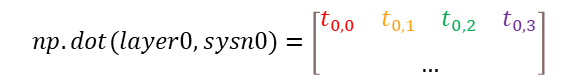 np.dot(layer0, sysn0) = [t₀,₀ t₀,₁ t₀,₂ t₀,₃]
...